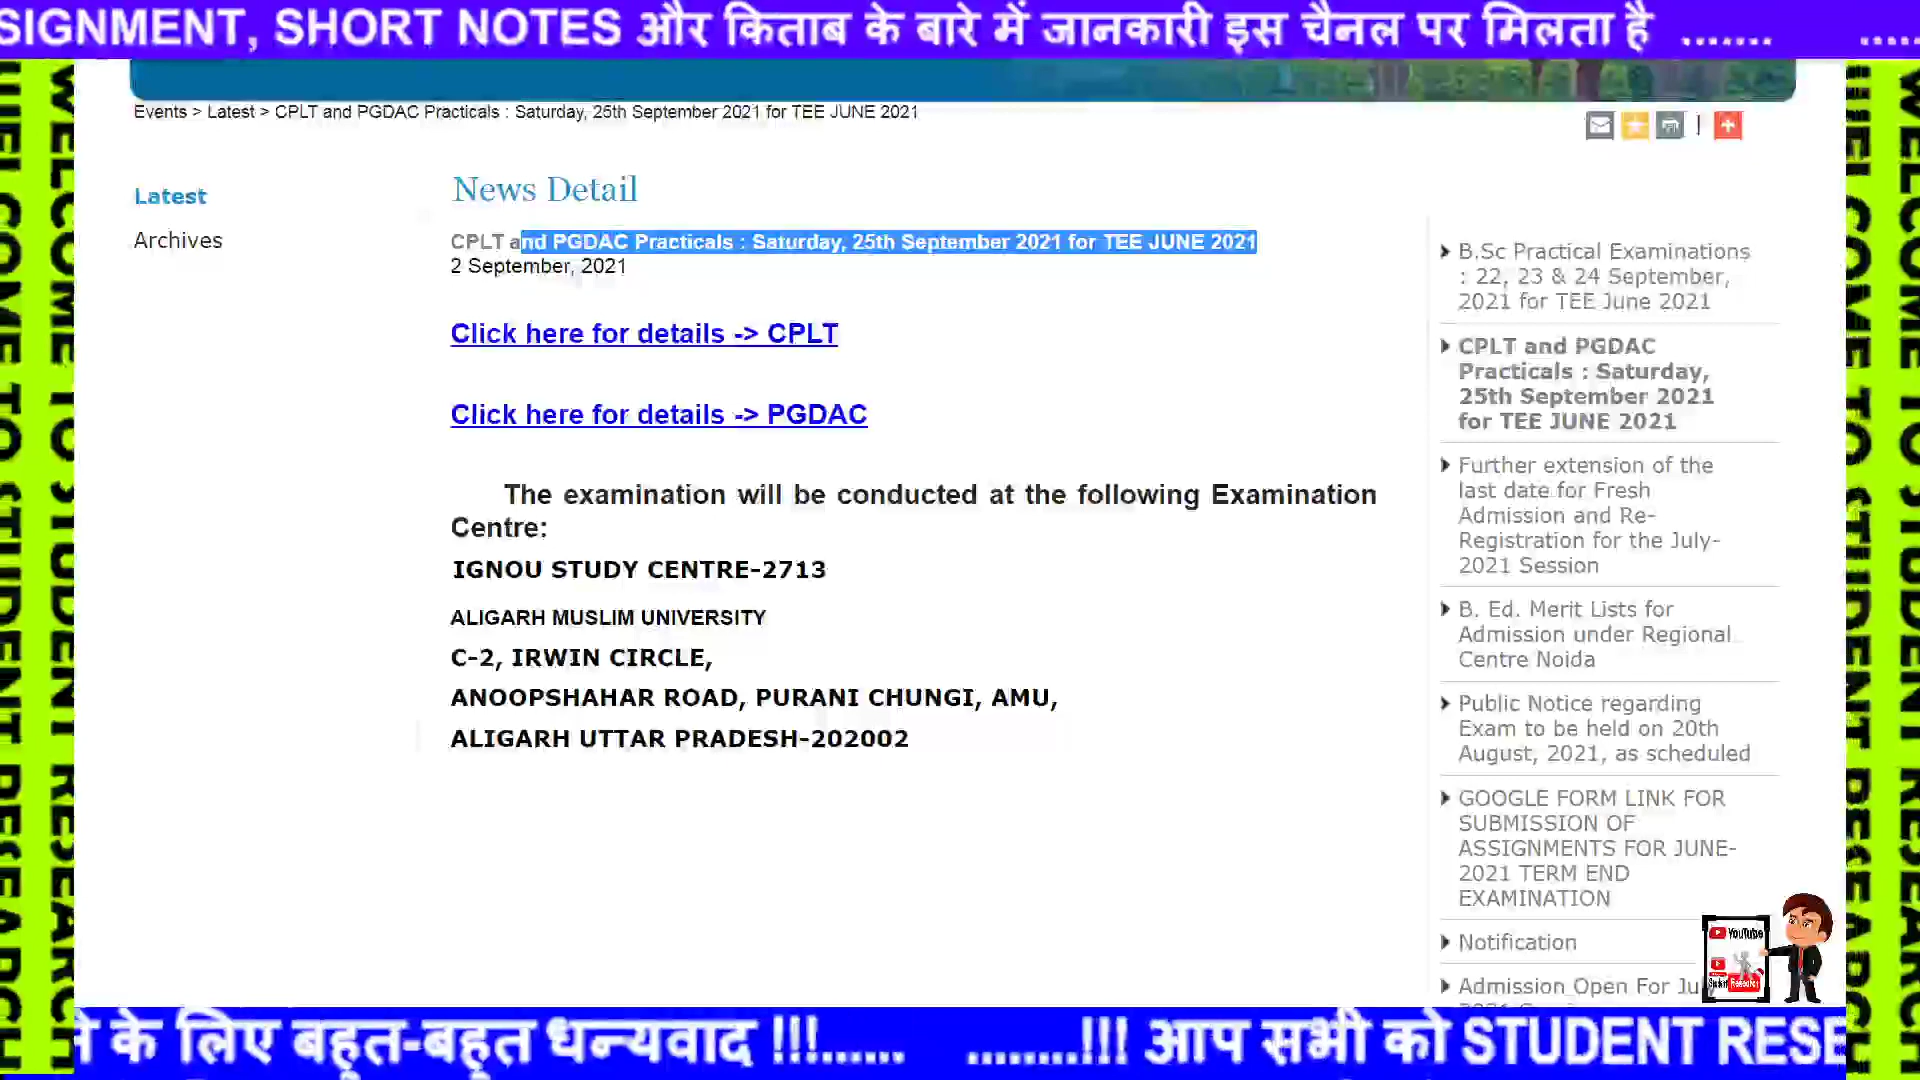 SIGNMENT, SHORT NOTES और किताब के बारे में जानकारी इस चैनल पर मिलता है ....... .....
Events > Latest > CPLT and PGDAC Practicals : Saturday, 25th September 2021 for TEE JUNE 2021
Latest
Archives
News Detail
CPLT and PGDAC Practicals : Saturday, 25th September 2021 for TEE JUNE 2021
2 September, 2021
Click here for details -> CPLT
Click here for details -> PGDAC
The examination will be conducted at the following Examination
Centre:
IGNOU STUDY CENTRE-2713
ALIGARH MUSLIM UNIVERSITY
C-2, IRWIN CIRCLE,
ANOOPSHAHAR ROAD, PURANI CHUNGI, AMU,
ALIGARH UTTAR PRADESH-202002
B.Sc Practical Examinations
: 22, 23 & 24 September,
2021 for TEE June 2021
CPLT and PGDAC
Practicals : Saturday,
25th September 2021
for TEE JUNE 2021
Further extension of the
last date for Fresh
Admission and Re-
Registration for the July-
2021 Session
B. Ed. Merit Lists for
Admission under Regional
Centre Noida
Public Notice regarding
Exam to be held on 20th
August, 2021, as scheduled
GOOGLE FORM LINK FOR
SUBMISSION OF
ASSIGNMENTS FOR JUNE-
2021 TERM END
EXAMINATION
Notification
Admission Open For Ju
YouTube
WELCOME TO STUDENT RESEARCH
WELCOME TO STUDENT RESEARCH
WELCOME TO STUDENT RESEARCH
WELCOME TO STUDENT RESEARCH
के लिए बहुत-बहुत धन्यवाद !!!...... ........!!! आप सभी को STUDENT RESE